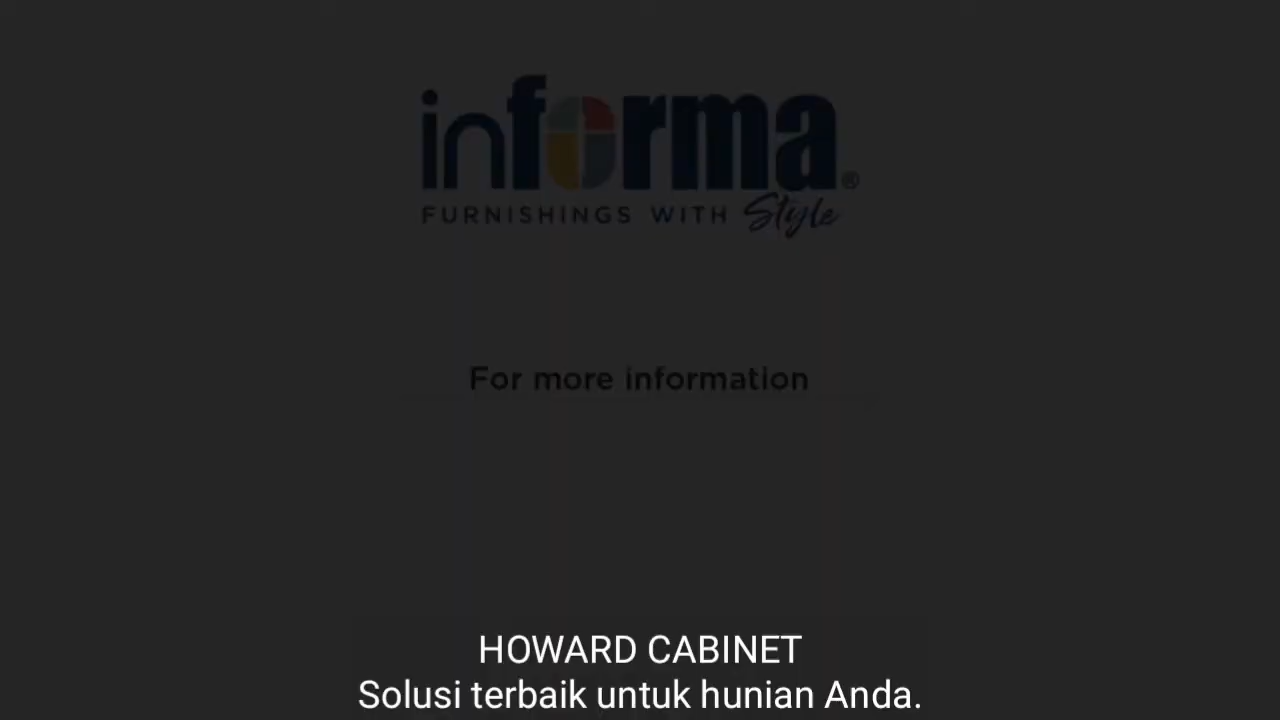 informa®
FURNISHINGS WITH Style
For more information
HOWARD CABINET
Solusi terbaik untuk hunian Anda.